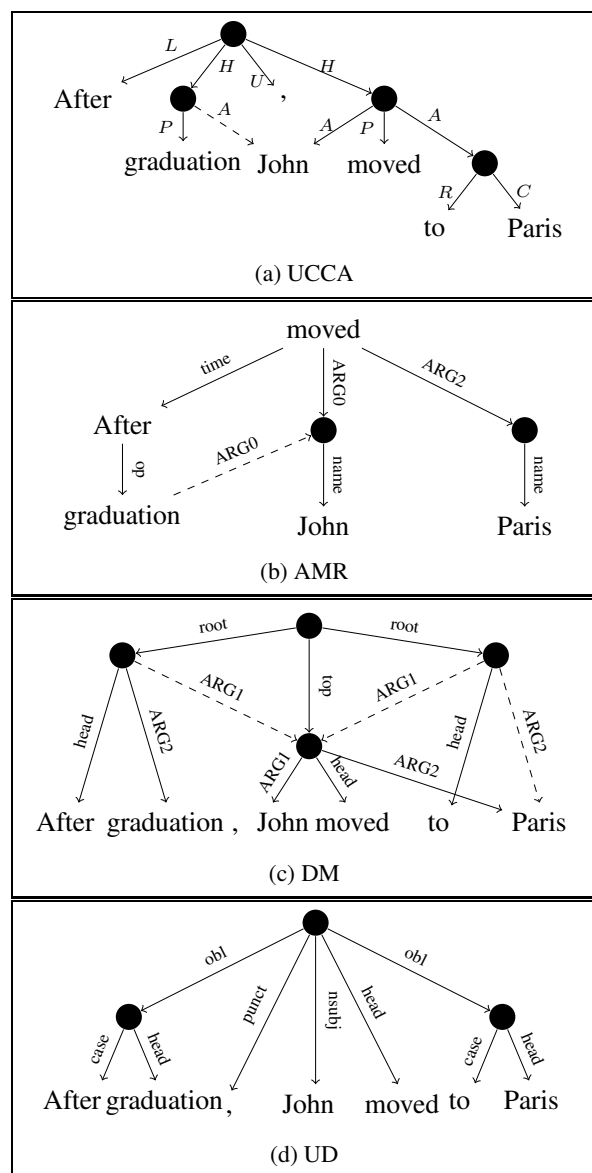 L H U H
After ,
A A P A
P
graduation John moved
R C
to Paris
(a) UCCA
moved
time ARG0 ARG2
After
op ARG0 name name
graduation
John Paris
(b) AMR
root root
ARG1 top ARG1
head ARG2 head ARG2
ARG1 head ARG2
After graduation , John moved to Paris
(c) DM
obl obl
punct nsubj head
case head case head
After graduation, John moved to Paris
(d) UD